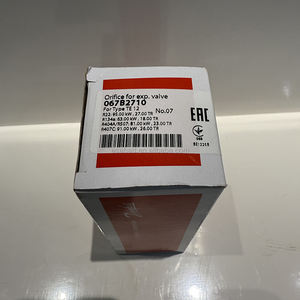 Orifice for exp. valve
067B2710
For Type TE 12
No.07
R22: 95.00 kW , 27.00 TR
R134a: 63.00 kW , 18.00 TR
R404A/R507: 81.00 kW , 23.00 TR
R407C: 91.00 kW , 26.00 TR
EAC